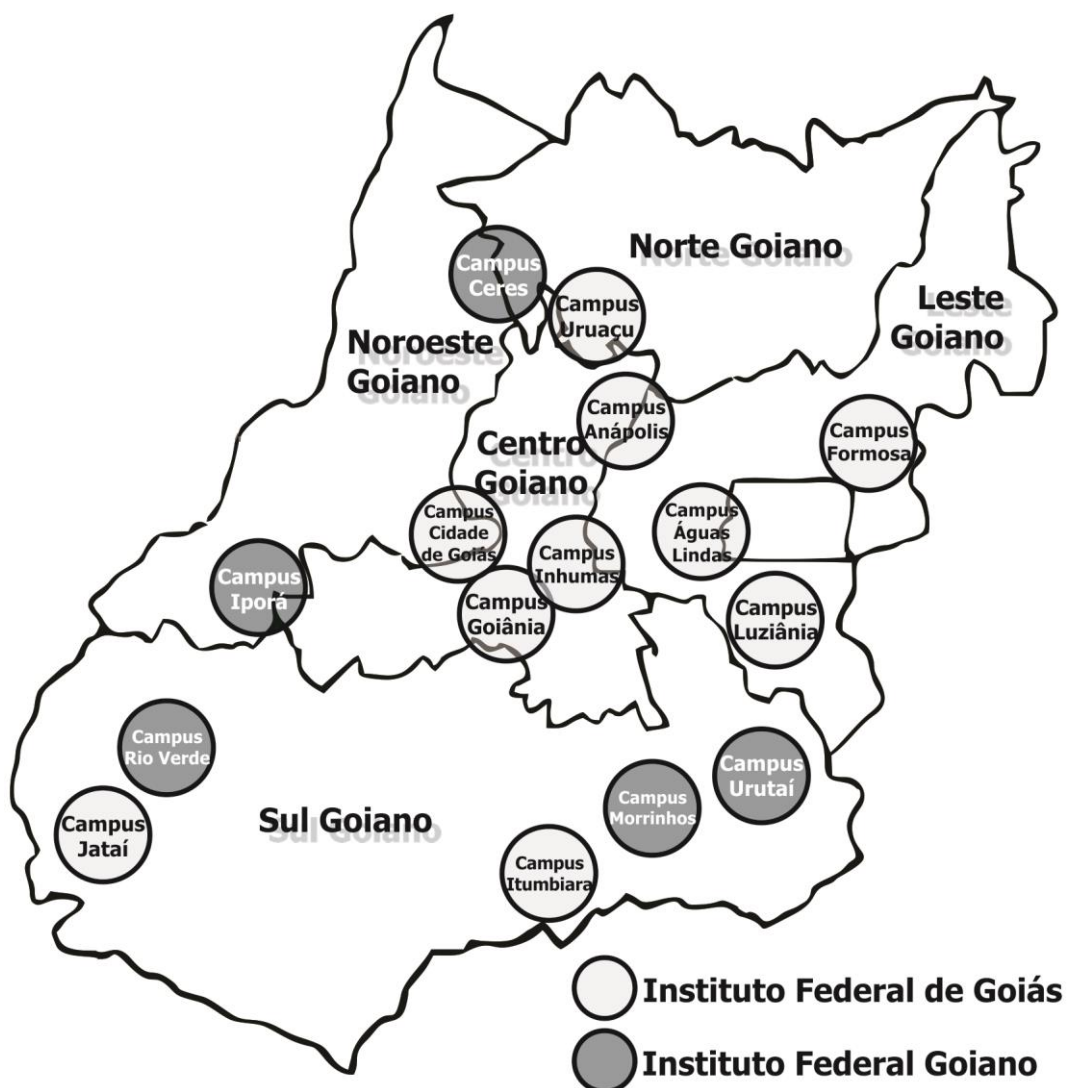 Norte Goiano
Campus
Ceres
Leste
Goiano
Campus
Uruaçu
Noroeste
Goiano
Campus
Anápolis
Campus
Formosa
Centro
Goiano
Campus
Cidade
de Goiás
Campus
Águas
Lindas
Campus
Inhumas
Campus
Iporá
Campus
Goiânia
Campus
Luziânia
Campus
Rio Verde
Campus
Urutaí
Campus
Morrinhos
Sul Goiano
Campus
Jataí
Campus
Itumbiara
Instituto Federal de Goiás
Instituto Federal Goiano